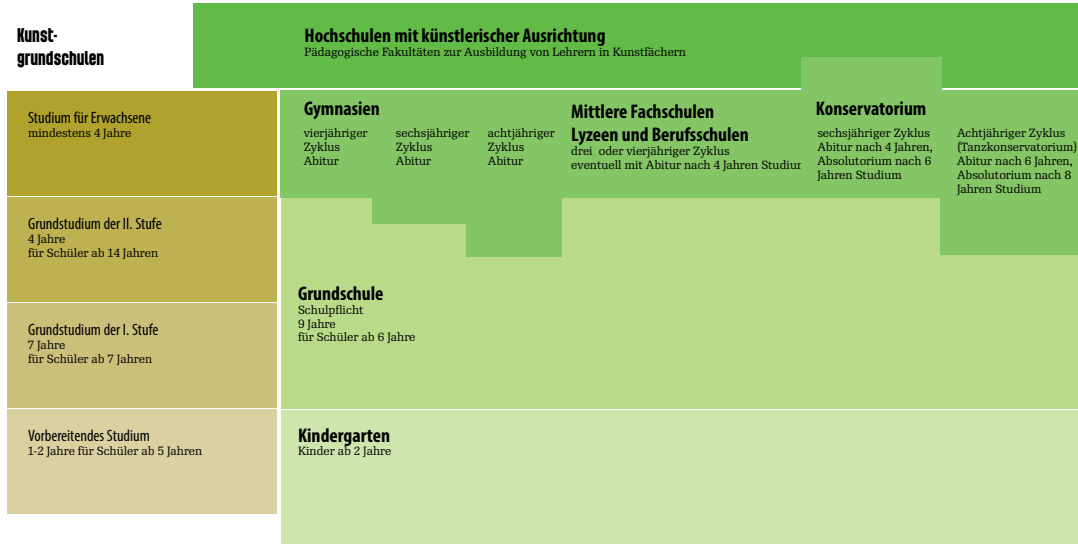 Kunst-
grundschulen
Hochschulen mit künstlerischer Ausrichtung
Pädagogische Fakultäten zur Ausbildung von Lehrern in Kunstfächern
Studium für Erwachsene
mindestens 4 Jahre
Grundstudium der II. Stufe
4 Jahre
für Schüler ab 14 Jahren
Grundstudium der I. Stufe
7 Jahre
für Schüler ab 7 Jahren
Vorbereitendes Studium
1-2 Jahre für Schüler ab 5 Jahren
Gymnasien
vierjähriger
Zyklus
Abitur
sechsjähriger
Zyklus
Abitur
achtjähriger
Zyklus
Abitur
Mittlere Fachschulen
Lyzeen und Berufsschulen
drei oder vierjähriger Zyklus
eventuell mit Abitur nach 4 Jahren Studium
Konservatorium
sechsjähriger Zyklus
Abitur nach 4 Jahren,
Absolutorium nach 6
Jahren Studium
Achtjähriger Zyklus
(Tanzkonservatorium)
Abitur nach 6 Jahren,
Absolutorium nach 8
Jahren Studium
Grundschule
Schulpflicht
9 Jahre
für Schüler ab 6 Jahre
Kindergarten
Kinder ab 2 Jahre